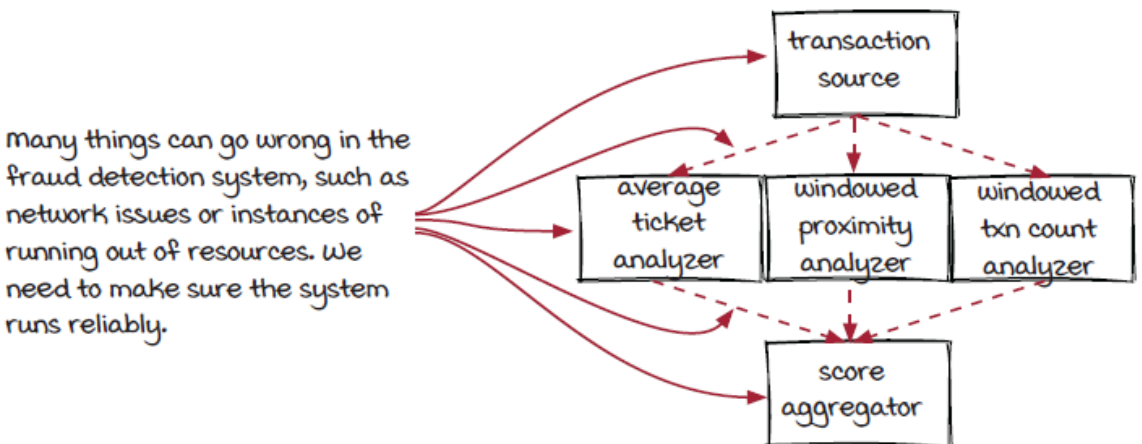 many things can go wrong in the
fraud detection system, such as
network issues or instances of
running out of resources. We
need to make sure the system
runs reliably.
transaction
source
average
ticket
analyzer
windowed
proximity
analyzer
windowed
txn count
analyzer
score
aggregator